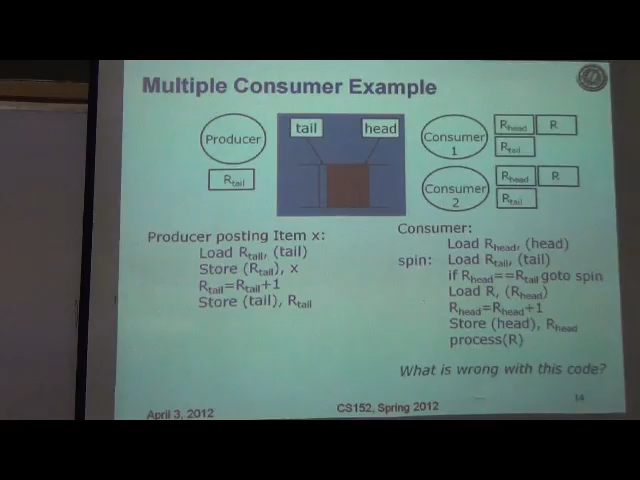 Multiple Consumer Example
Producer
Rtail
tail
head
Consumer 1
Rhead
R
Rtail
Consumer 2
Rhead
R
Rtail
Producer posting Item x:
Load Rtail, (tail)
Store (Rtail), x
Rtail=Rtail+1
Store (tail), Rtail
Consumer:
Load Rhead, (head)
spin: Load Rtail, (tail)
if Rhead==Rtail goto spin
Load R, (Rhead)
Rhead=Rhead+1
Store (head), Rhead
process(R)
What is wrong with this code?
April 3, 2012
CS152, Spring 2012
14